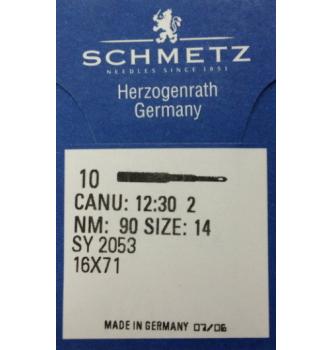 SCHMETZ
NEEDLES SINCE 1851
Herzogenrath
Germany
10
CANU: 12:30 2
NM: 90 SIZE: 14
SY 2053
16X71
MADE IN GERMANY 07/06